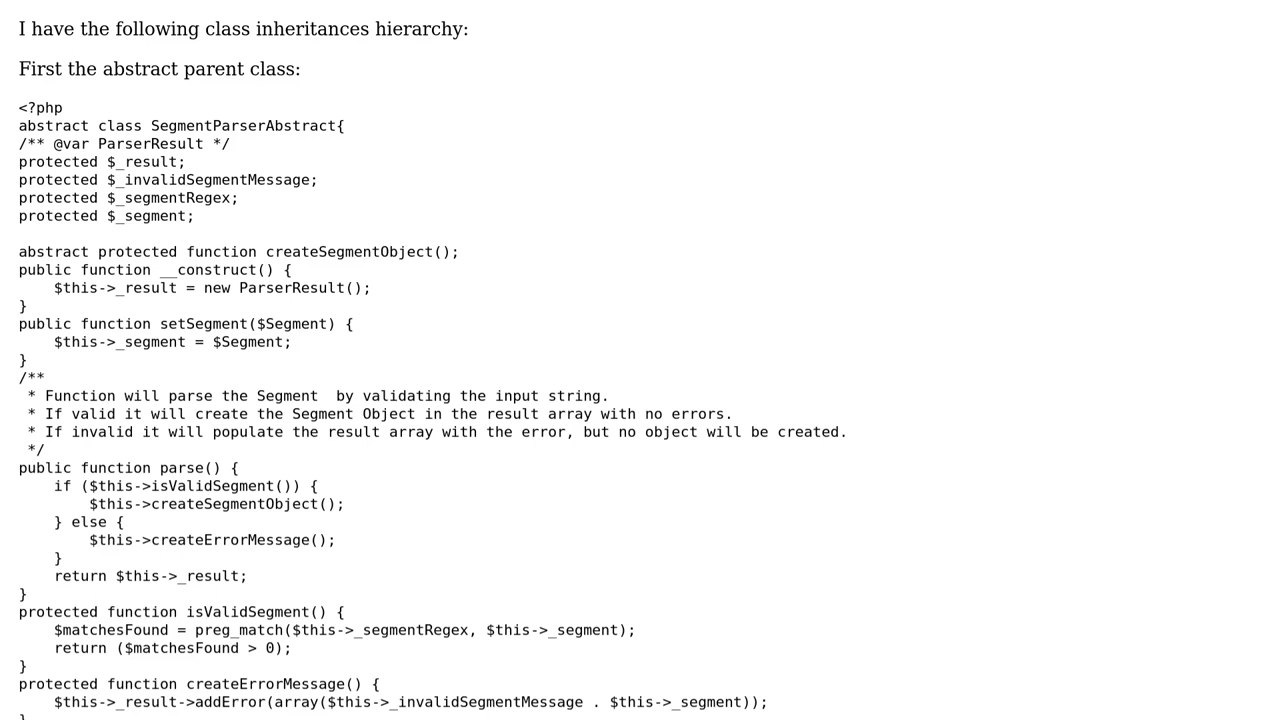 I have the following class inheritances hierarchy:
First the abstract parent class:
<?php
abstract class SegmentParserAbstract{
/** @var ParserResult */
protected $_result;
protected $_invalidSegmentMessage;
protected $_segmentRegex;
protected $_segment;

abstract protected function createSegmentObject();
public function __construct() {
    $this->_result = new ParserResult();
}
public function setSegment($Segment) {
    $this->_segment = $Segment;
}
/**
 * Function will parse the Segment  by validating the input string.
 * If valid it will create the Segment Object in the result array with no errors.
 * If invalid it will populate the result array with the error, but no object will be created.
 */
public function parse() {
    if ($this->isValidSegment()) {
        $this->createSegmentObject();
    } else {
        $this->createErrorMessage();
    }
    return $this->_result;
}
protected function isValidSegment() {
    $matchesFound = preg_match($this->_segmentRegex, $this->_segment);
    return ($matchesFound > 0);
}
protected function createErrorMessage() {
    $this->_result->addError(array($this->_invalidSegmentMessage . $this->_segment));
}